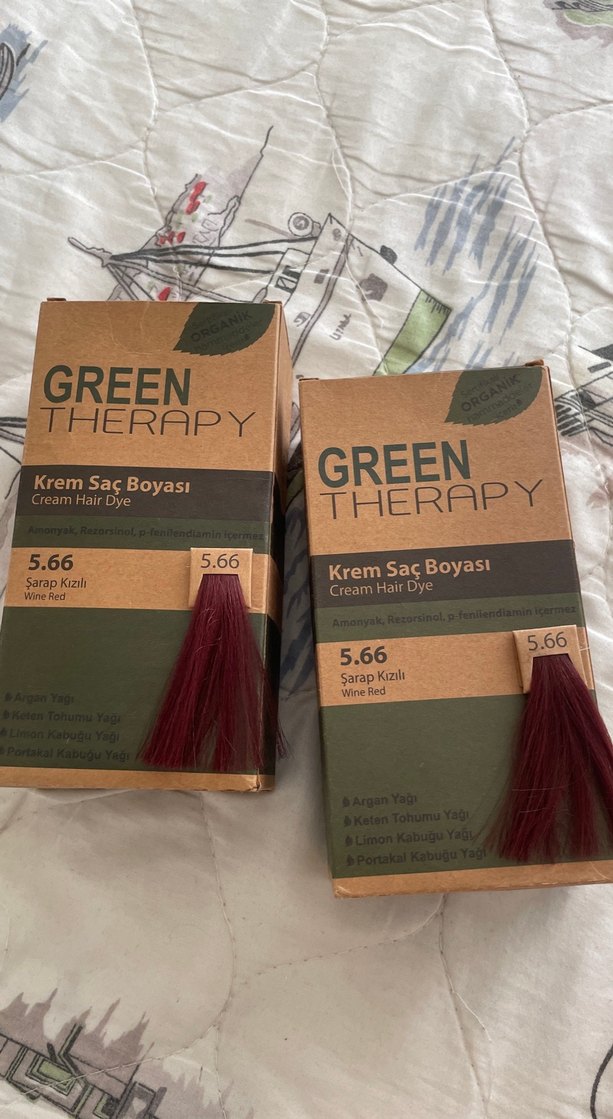 ORGANİK
GREEN
THERAPY
Krem Saç Boyası
Cream Hair Dye
Amonyak, Rezorsinol, p-fenilendiamin içermez
5.66
Şarap Kızılı
Wine Red
5.66
Argan Yağı
Keten Tohumu Yağı
Limon Kabuğu Yağı
Portakal Kabuğu Yağı
ORGANİK
GREEN
THERAPY
Krem Saç Boyası
Cream Hair Dye
Amonyak, Rezorsinol, p-fenilendiamin içermez
5.66
Şarap Kızılı
Wine Red
5.66
Argan Yağı
Keten Tohumu Yağı
Limon Kabuğu Yağı
Portakal Kabuğu Yağı